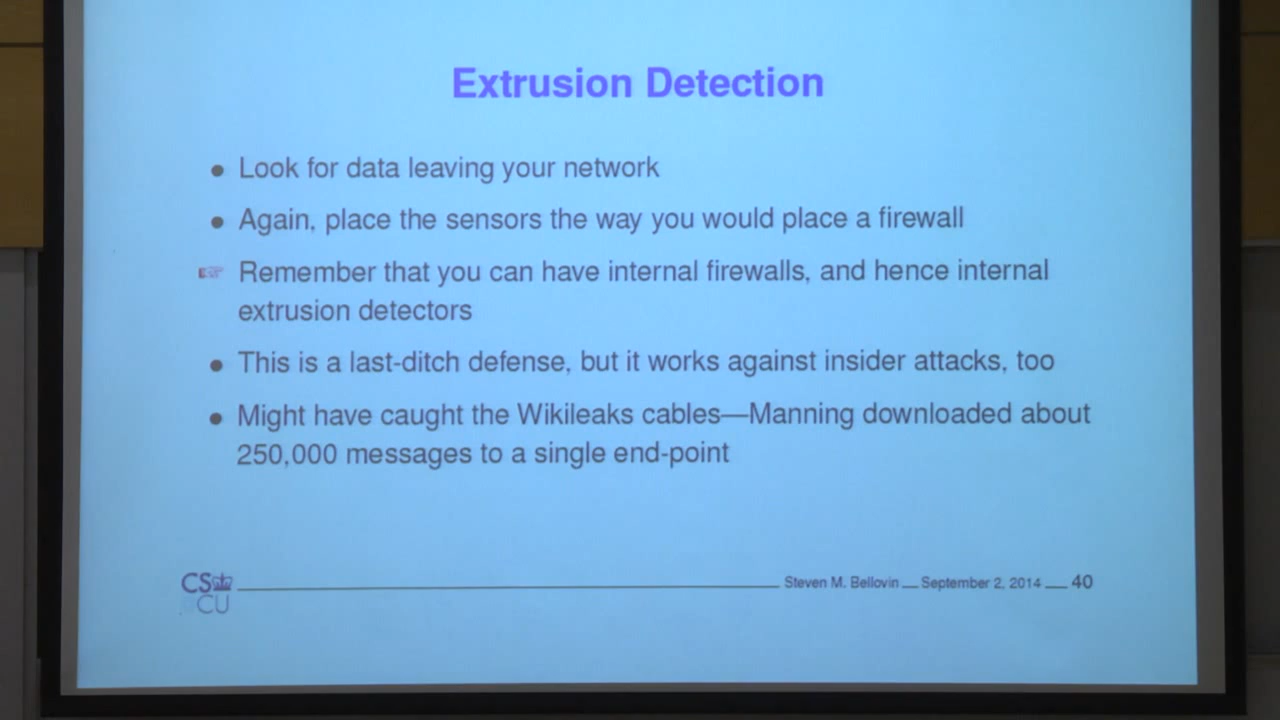 Extrusion Detection
● Look for data leaving your network
● Again, place the sensors the way you would place a firewall
☞ Remember that you can have internal firewalls, and hence internal
extrusion detectors
● This is a last-ditch defense, but it works against insider attacks, too
● Might have caught the Wikileaks cables—Manning downloaded about
250,000 messages to a single end-point
CS
CU
Steven M. Bellovin — September 2, 2014 — 40